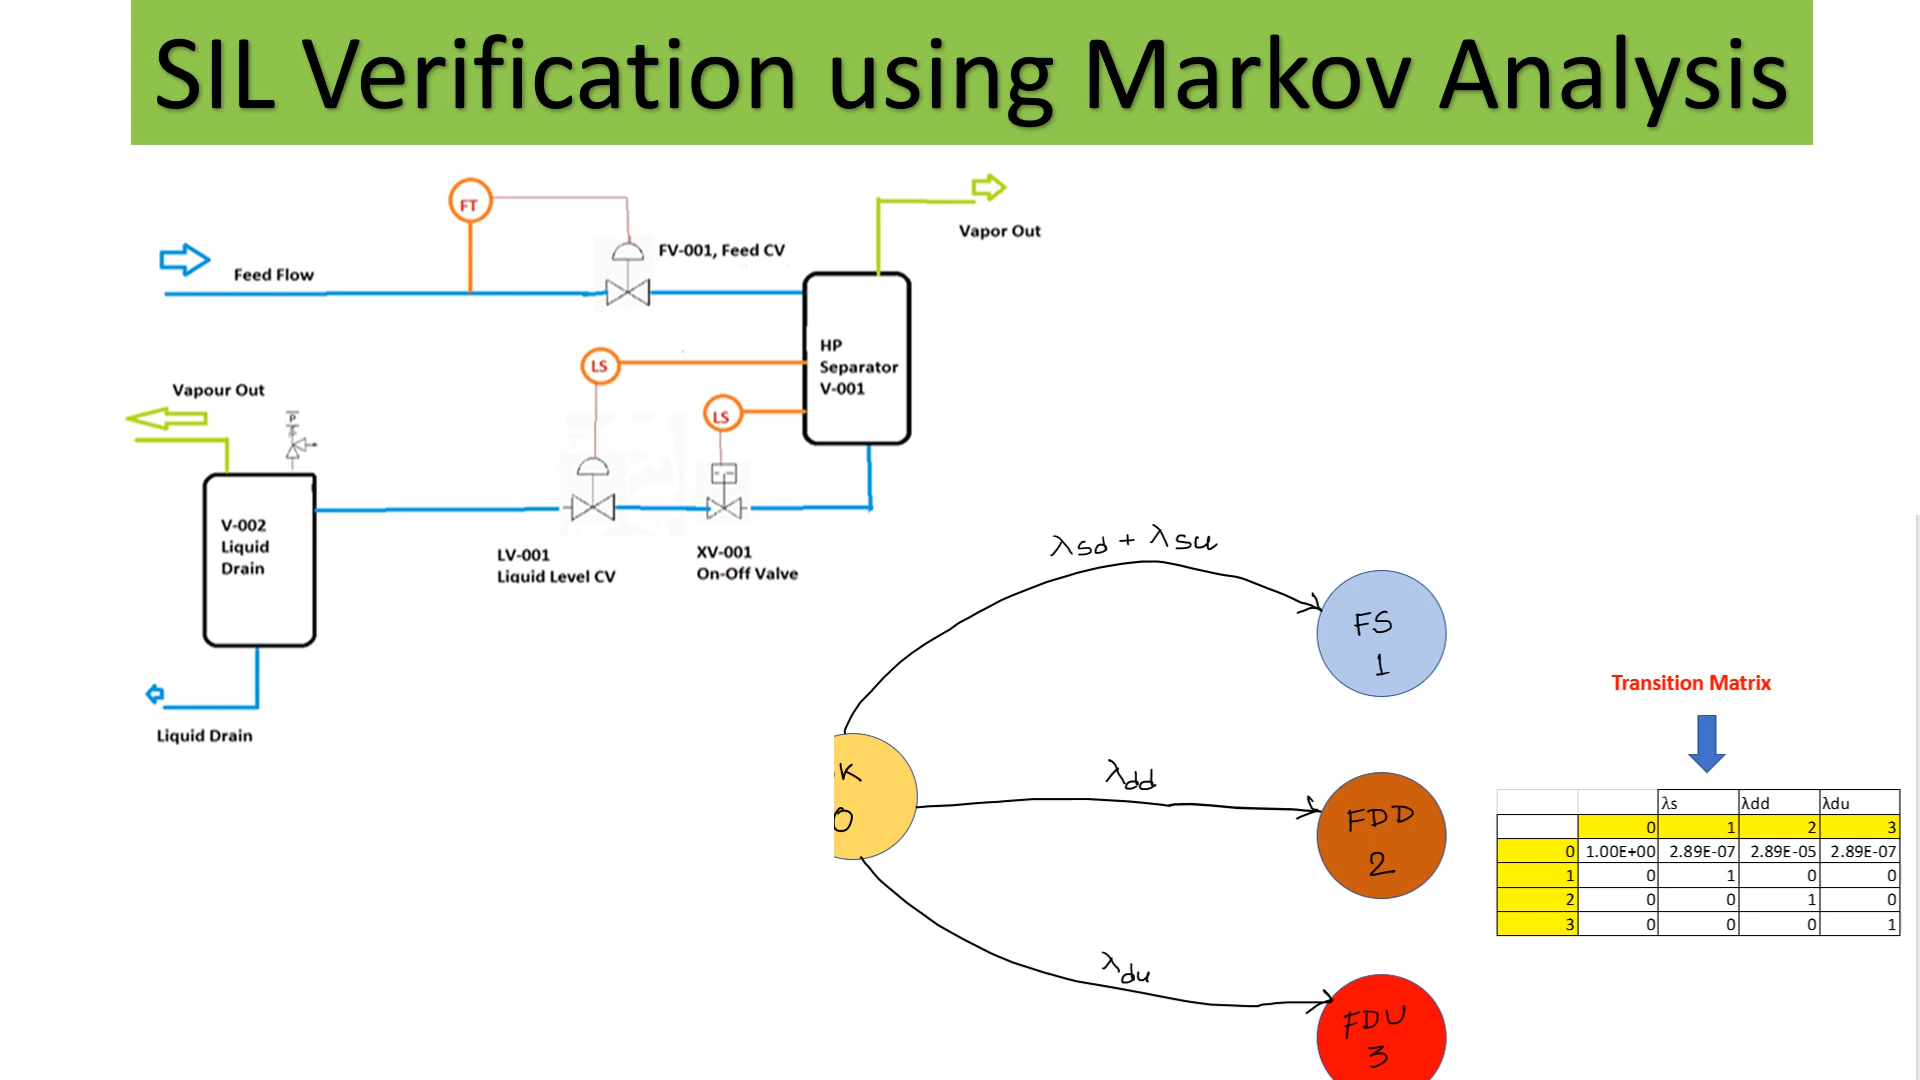 SIL Verification using Markov Analysis
FT
FV-001, Feed CV
Feed Flow
Vapor Out
HP
Separator
V-001
LS
LS
Vapour Out
V-002
Liquid
Drain
LV-001
Liquid Level CV
XV-001
On-Off Valve
Liquid Drain
λsd + λsu
FS
1
K
0
λdd
FDD
2
λdu
FDU
3
Transition Matrix
λs λdd λdu
0 1 2 3
0 1.00E+00 2.89E-07 2.89E-05 2.89E-07
1 0 1 0 0
2 0 0 1 0
3 0 0 0 1